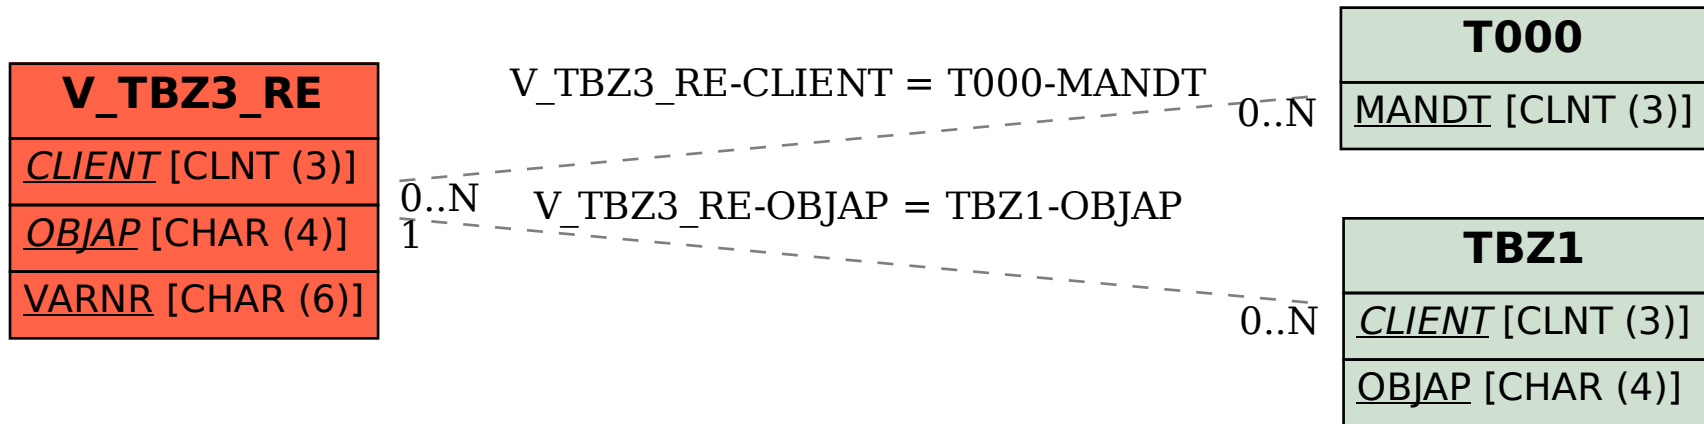 V_TBZ3_RE
CLIENT [CLNT (3)]
OBJAP [CHAR (4)]
VARNR [CHAR (6)]
V_TBZ3_RE-CLIENT = T000-MANDT
0..N
0..N
V_TBZ3_RE-OBJAP = TBZ1-OBJAP
1
0..N
T000
MANDT [CLNT (3)]
TBZ1
CLIENT [CLNT (3)]
OBJAP [CHAR (4)]